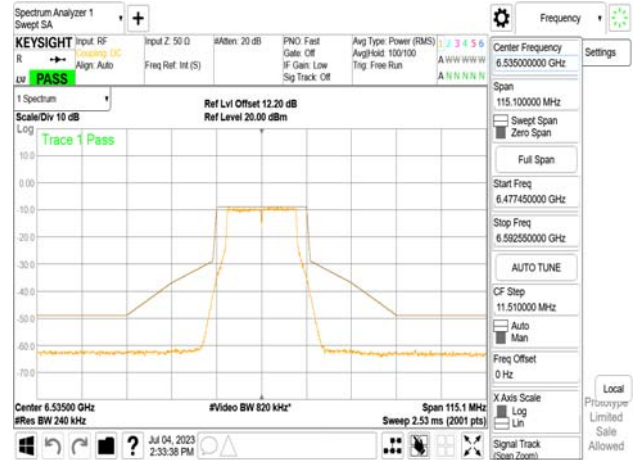 Spectrum Analyzer 1
Swept SA
+
Frequency
KEYSIGHT
R
LV PASS
Input: RF
Coupling: DC
Align: Auto
Input Z: 50 Ω
Freq Ref: Int (S)
#Atten: 20 dB
PNO: Fast
Gate: Off
IF Gain: Low
Sig Track: Off
Avg Type: Power (RMS)
Avg|Hold: 100/100
Trig: Free Run
1 2 3 4 5 6
A W W W W W
A N N N N N
1 Spectrum
Scale/Div 10 dB
Ref Lvl Offset 12.20 dB
Ref Level 20.00 dBm
Log
Trace 1 Pass
10.0
0.00
-10.0
-20.0
-30.0
-40.0
-50.0
-60.0
-70.0
Center 6.53500 GHz
#Res BW 240 kHz
#Video BW 820 kHz*
Span 115.1 MHz
Sweep 2.53 ms (2001 pts)
Jul 04, 2023
2:33:38 PM
?
Center Frequency
6.535000000 GHz
Settings
Span
115.100000 MHz
Swept Span
Zero Span
Full Span
Start Freq
6.477450000 GHz
Stop Freq
6.592550000 GHz
AUTO TUNE
CF Step
11.510000 MHz
Auto
Man
Freq Offset
0 Hz
X Axis Scale
Log
Lin
Signal Track
(Span Zoom)
Local
Prototype
Limited
Sale
Allowed